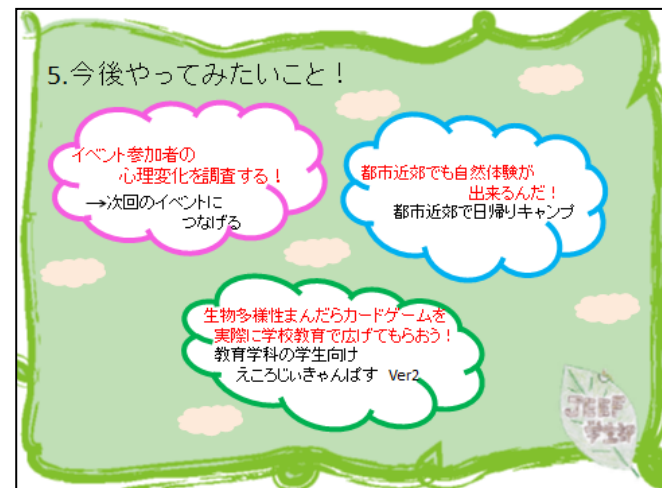 5.今後やってみたいこと！
イベント参加者の
心理変化を調査する！
→次回のイベントに
つなげる
都市近郊でも自然体験が
出来るんだ！
都市近郊で日帰りキャンプ
生物多様性まんだらカードゲームを
実際に学校教育で広げてもらおう！
教育学科の学生向け
えころじいきゃんぱす Ver2
JEEF
学生部